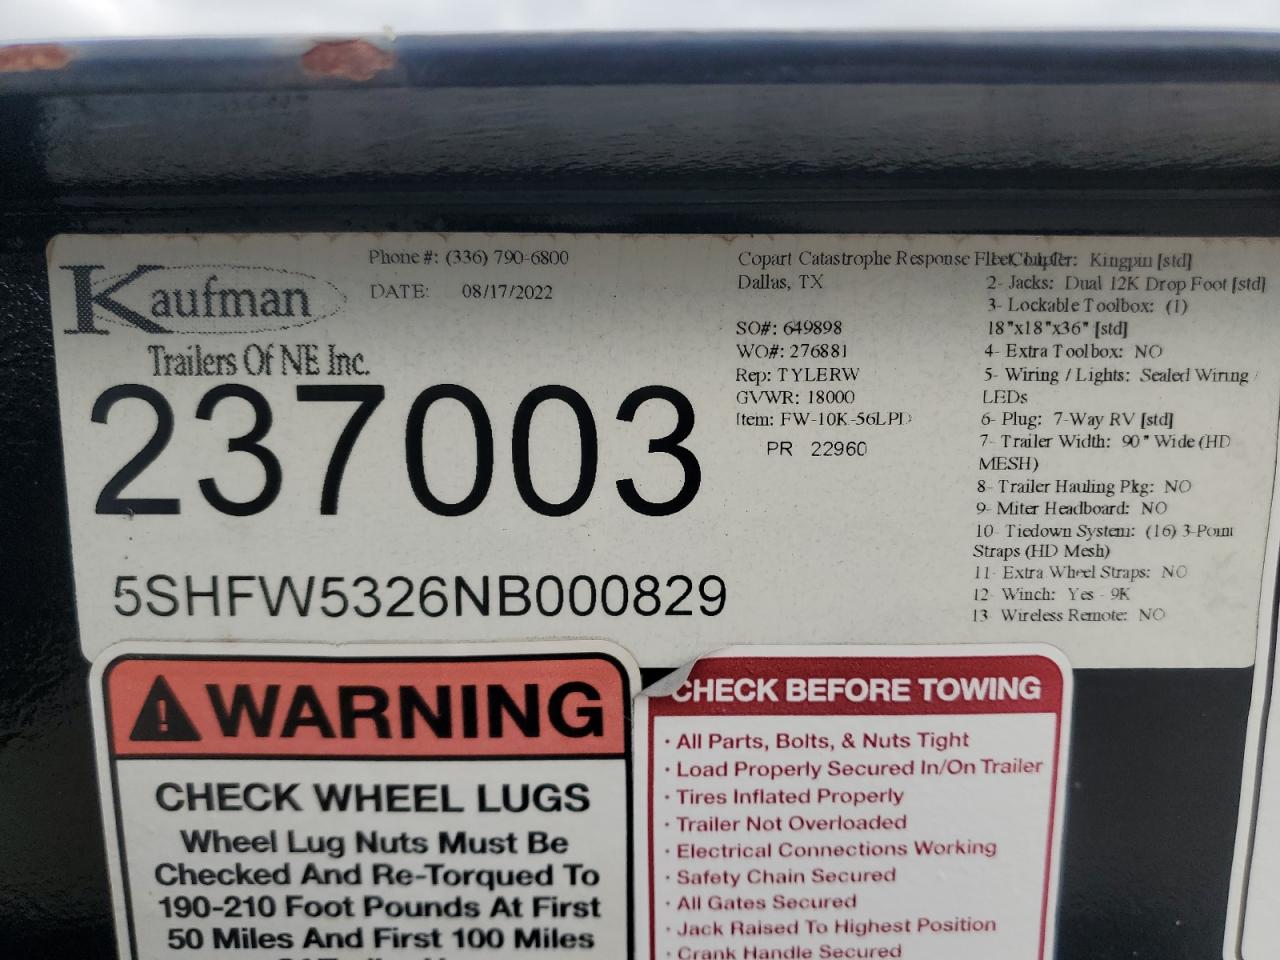 Kaufman
Trailers Of NE Inc.
Phone #: (336) 790-6800
DATE: 08/17/2022
237003
5SHFW5326NB000829
Copart Catastrophe Response
Dallas, TX
SO#: 649898
WO#: 276881
Rep: TYLERW
GVWR: 18000
Item: FW-10K-56LPD
PR 22960
Kingpin [std]
2- Jacks: Dual 12K Drop Foot [std]
3- Lockable Toolbox: (1)
18"x18"x36" [std]
4- Extra Toolbox: NO
5- Wiring / Lights: Sealed Wiring /
LEDs
6- Plug: 7-Way RV [std]
7- Trailer Width: 90" Wide (HD
MESH)
8- Trailer Hauling Pkg: NO
9- Miter Headboard: NO
10- Tiedown System: (16) 3-Point
Straps (HD Mesh)
11- Extra Wheel Straps: NO
12- Winch: Yes - 9K
13- Wireless Remote: NO
WARNING
CHECK WHEEL LUGS
Wheel Lug Nuts Must Be
Checked And Re-Torqued To
190-210 Foot Pounds At First
50 Miles And First 100 Miles
CHECK BEFORE TOWING
· All Parts, Bolts, & Nuts Tight
· Load Properly Secured In/On Trailer
· Tires Inflated Properly
· Trailer Not Overloaded
· Electrical Connections Working
· Safety Chain Secured
· All Gates Secured
· Jack Raised To Highest Position
· Crank Handle Secured